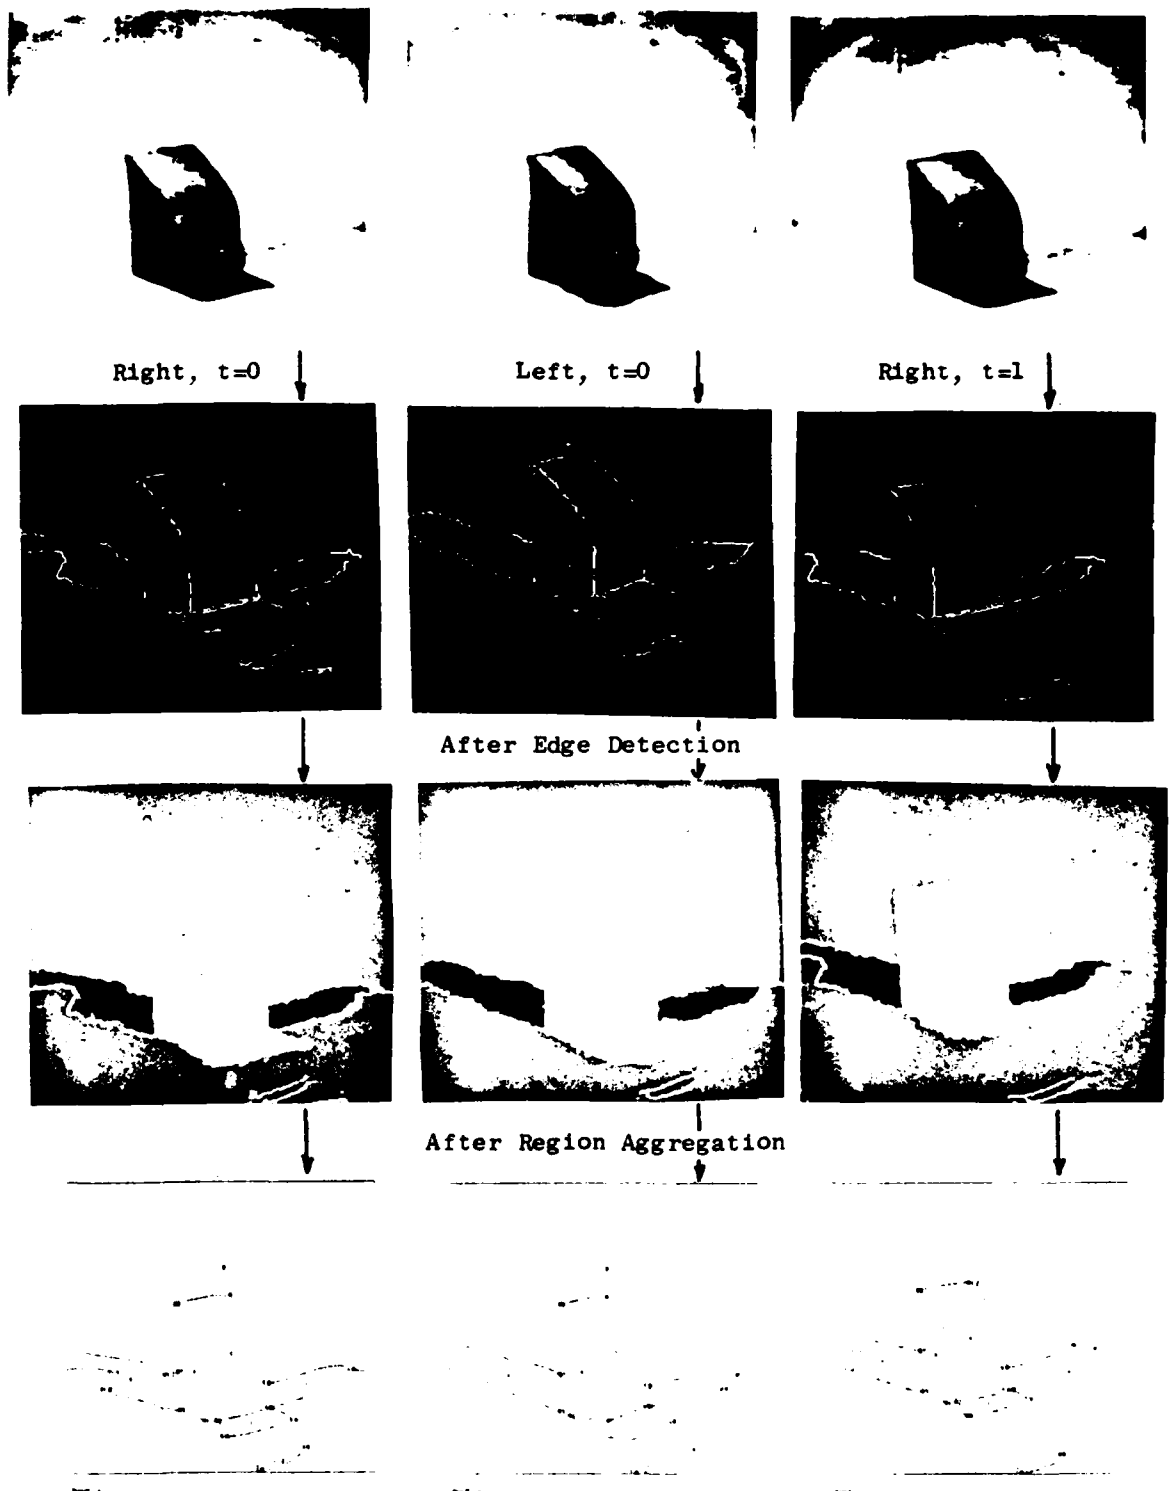 Right, t=0
Left, t=0
Right, t=1
After Edge Detection
After Region Aggregation